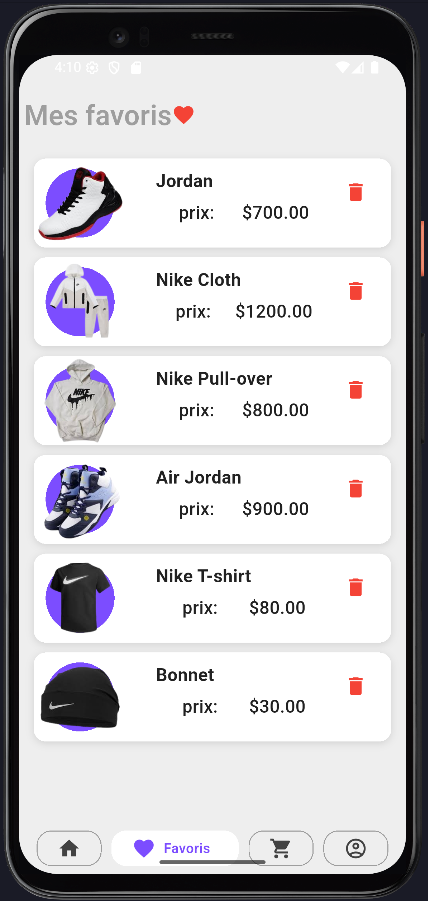 4:10
Mes favoris
Jordan
prix: $700.00
Nike Cloth
prix: $1200.00
Nike Pull-over
NIKE
prix: $800.00
Air Jordan
prix: $900.00
Nike T-shirt
prix: $80.00
Bonnet
prix: $30.00
Favoris